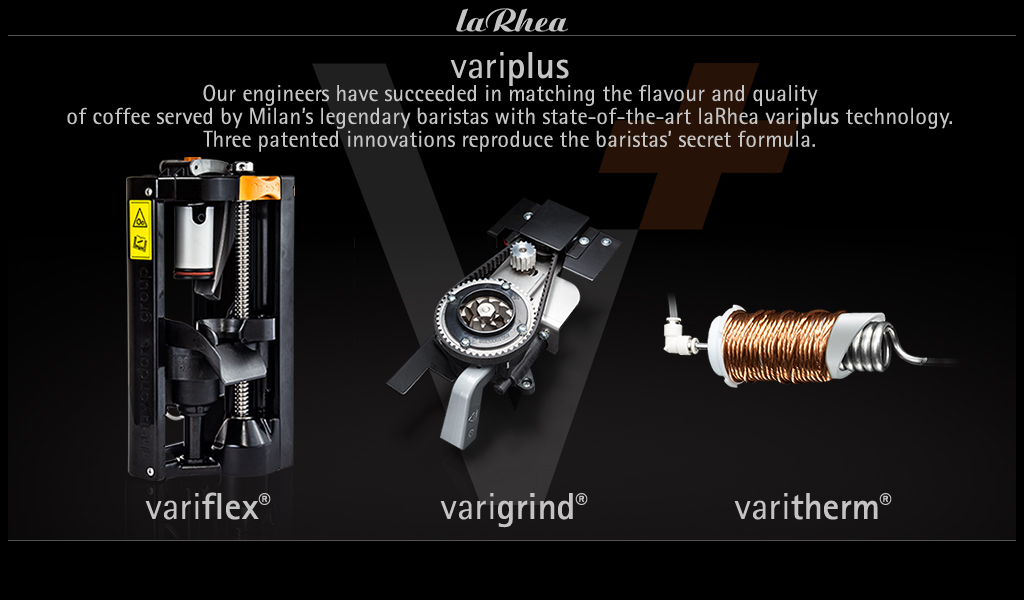 laRhea
variplus
Our engineers have succeeded in matching the flavour and quality
of coffee served by Milan's legendary baristas with state-of-the-art laRhea variplus technology.
Three patented innovations reproduce the baristas' secret formula.
rheavendors group
variflex®
varigrind®
varitherm®